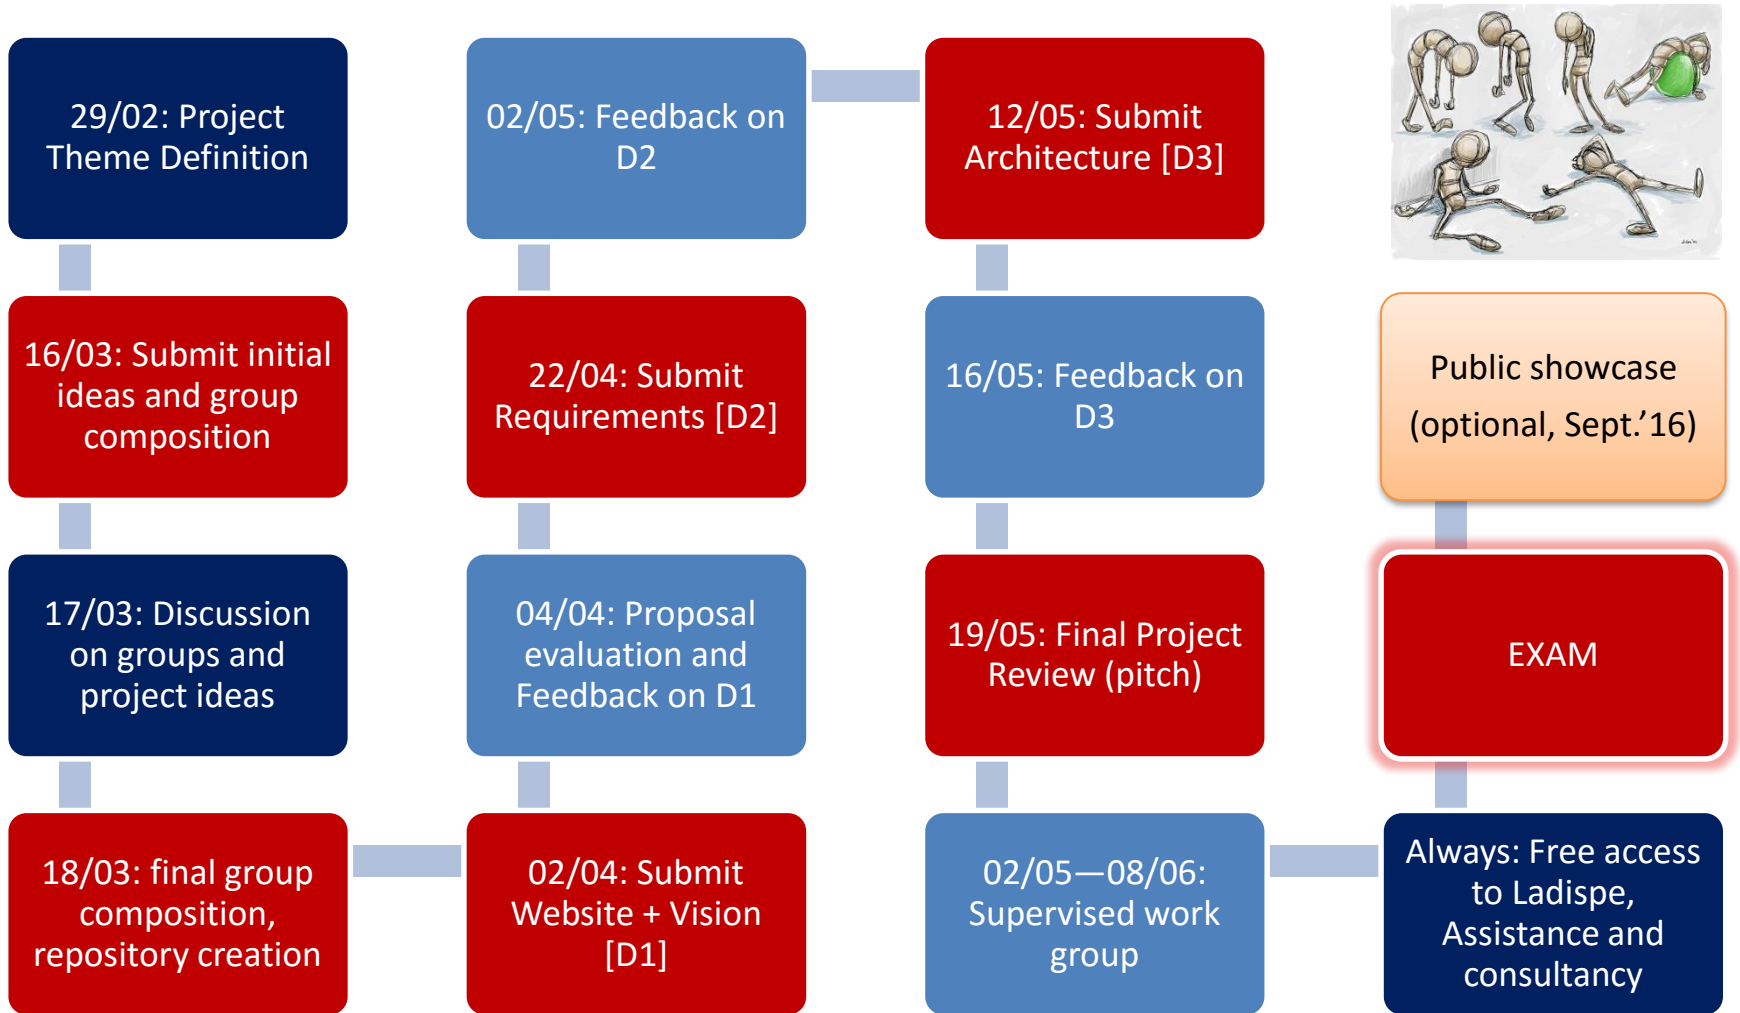 29/02: Project
Theme Definition
16/03: Submit initial
ideas and group
composition
17/03: Discussion
on groups and
project ideas
18/03: final group
composition,
repository creation
02/04: Submit
Website + Vision
[D1]
04/04: Proposal
evaluation and
Feedback on D1
22/04: Submit
Requirements [D2]
02/05: Feedback on
D2
12/05: Submit
Architecture [D3]
16/05: Feedback on
D3
19/05: Final Project
Review (pitch)
02/05—08/06:
Supervised work
group
Always: Free access
to Ladispe,
Assistance and
consultancy
EXAM
Public showcase
(optional, Sept.’16)